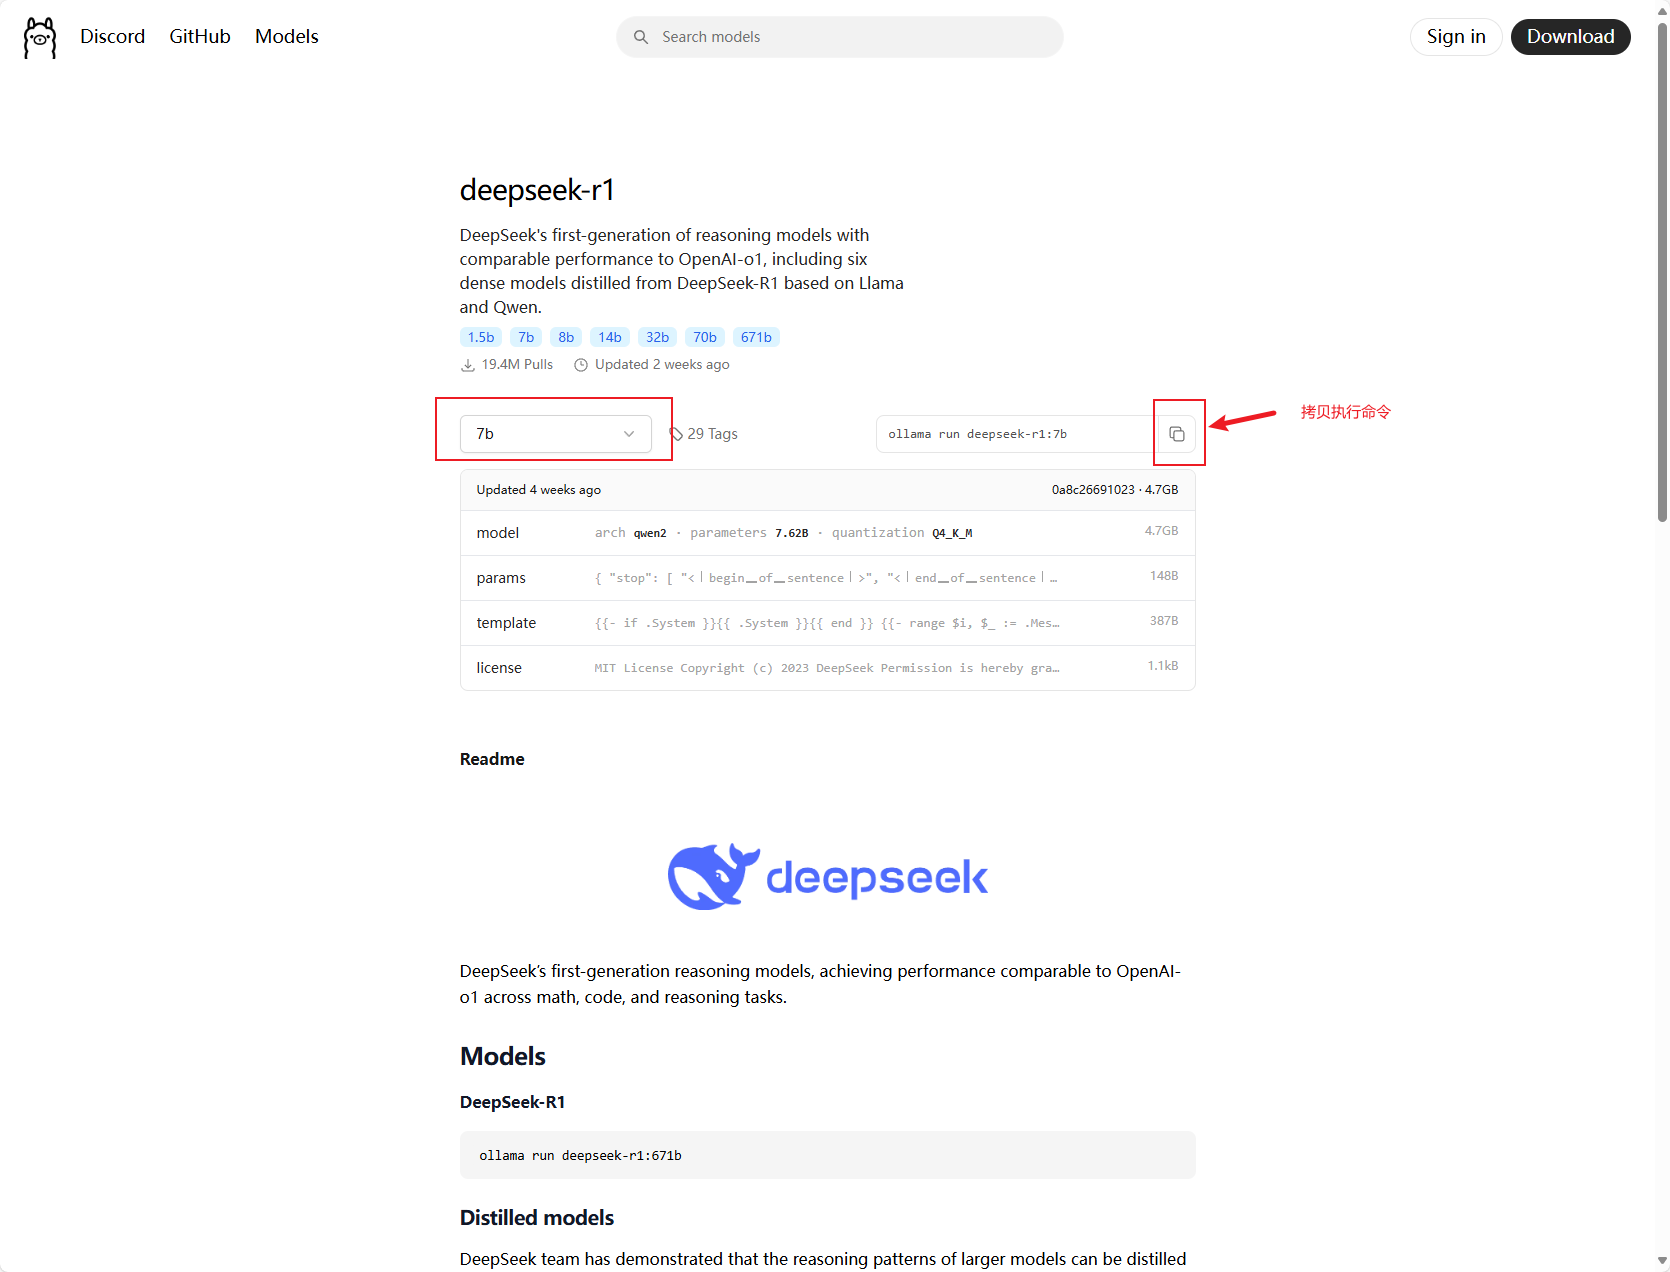 Discord GitHub Models Search models Sign in Download
deepseek-r1
DeepSeek's first-generation of reasoning models with
comparable performance to OpenAI-o1, including six
dense models distilled from DeepSeek-R1 based on Llama
and Qwen.
1.5b 7b 8b 14b 32b 70b 671b
19.4M Pulls Updated 2 weeks ago
7b 29 Tags ollama run deepseek-r1:7b 拷贝执行命令
Updated 4 weeks ago 0a8c26691023 · 4.7GB
model arch qwen2 · parameters 7.62B · quantization Q4_K_M 4.7GB
params { "stop": [ "<｜begin▁of▁sentence｜>", "<｜end▁of▁sentence｜… 148B
template {{- if .System }}{{ .System }}{{ end }} {{- range $i, $_ := .Mes… 387B
license MIT License Copyright (c) 2023 DeepSeek Permission is hereby gra… 1.1kB
Readme
deepseek
DeepSeek’s first-generation reasoning models, achieving performance comparable to OpenAI-
o1 across math, code, and reasoning tasks.
Models
DeepSeek-R1
ollama run deepseek-r1:671b
Distilled models
DeepSeek team has demonstrated that the reasoning patterns of larger models can be distilled